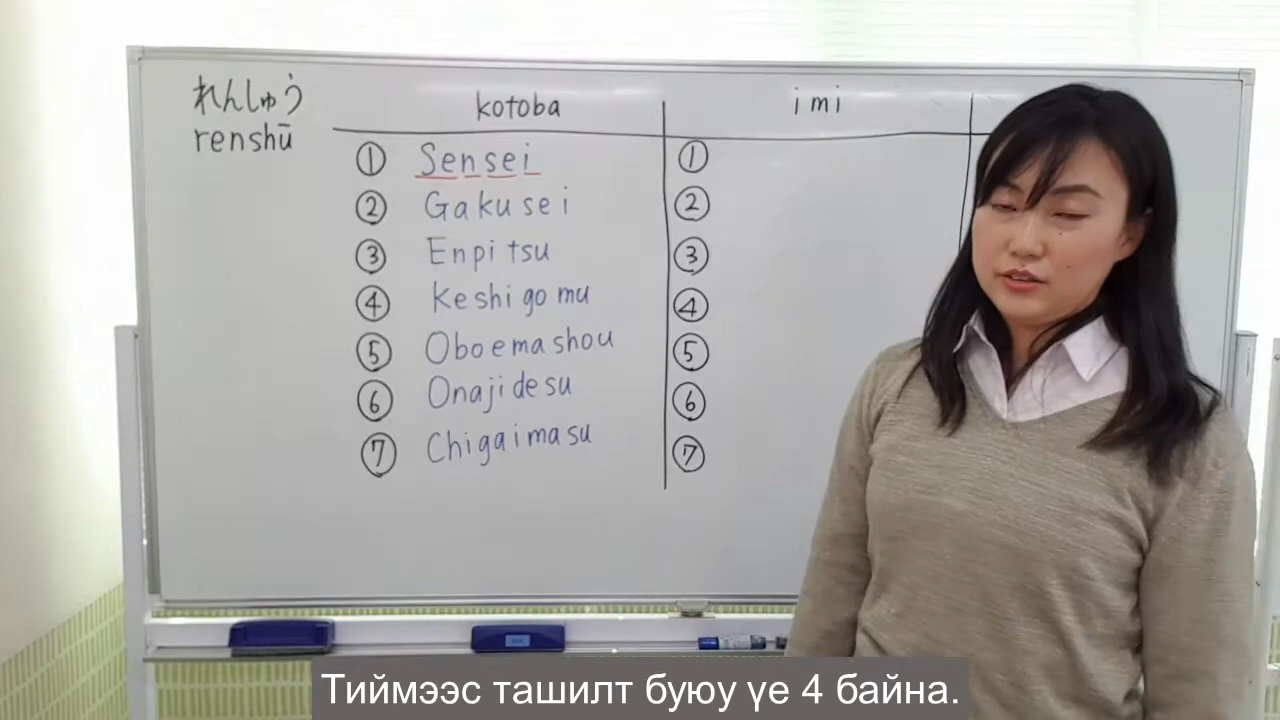 れんしゅう
renshū
kotoba
imi
① Sensei
② Gakusei
③ Enpitsu
④ Keshigomu
⑤ Oboemashou
⑥ Onajidesu
⑦ Chigaimasu
①
②
③
④
⑤
⑥
⑦
Тиймээс ташилт буюу үе 4 байна.